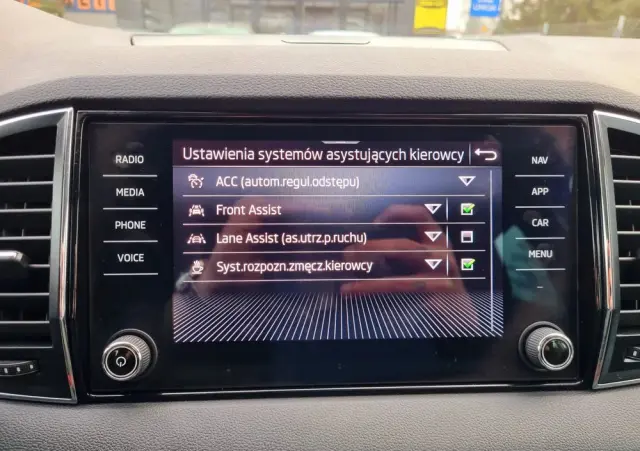 Ustawienia systemów asystujących kierowcy
RADIO
MEDIA
PHONE
VOICE
ACC (autom.regul.odstępu)
Front Assist
Lane Assist (as.utrz.p.ruchu)
Syst.rozpozn.zmęcz.kierowcy
NAV
APP
CAR
MENU